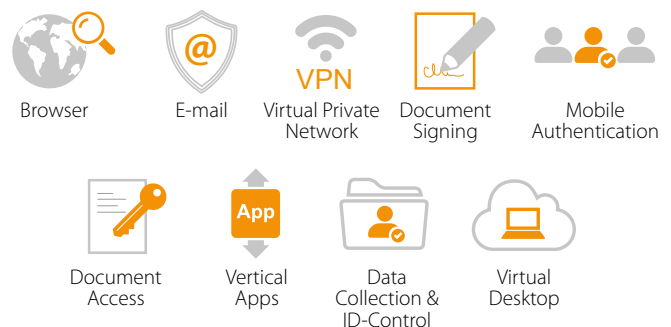 @
VPN
Browser
E-mail
Virtual Private
Network
Document
Signing
Mobile
Authentication
App
Document
Access
Vertical
Apps
Data
Collection &
ID-Control
Virtual
Desktop